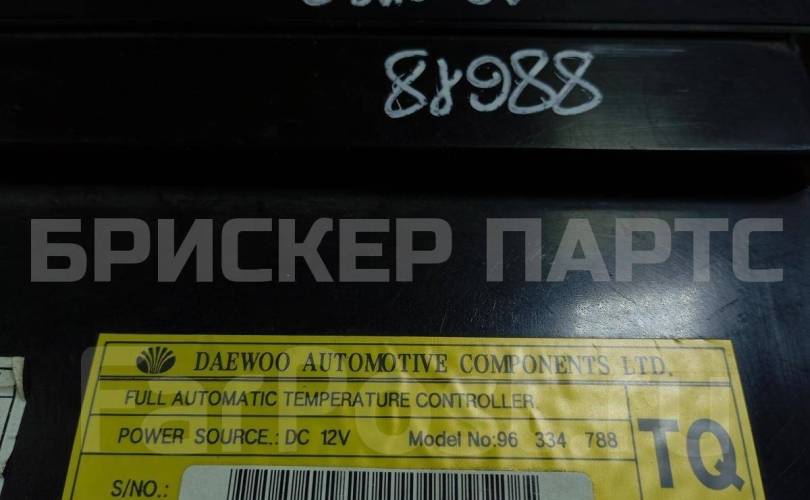 88988
БРИСКЕР ПАРТС
DAEWOO AUTOMOTIVE COMPONENTS LTD.
FULL AUTOMATIC TEMPERATURE CONTROLLER
POWER SOURCE.: DC 12V Model No:96 334 788
TQ
S/NO.: